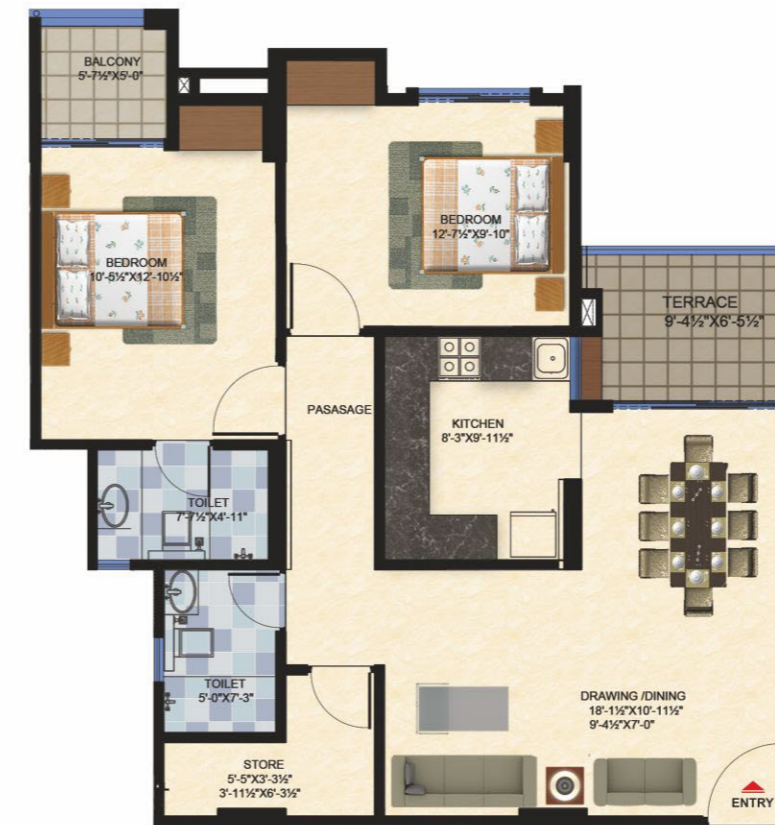 BALCONY
5'-7½"X5'-0"
BEDROOM
12'-7½"X9'-10"
BEDROOM
10'-5½"X12'-10½"
TERRACE
9'-4½"X6'-5½"
PASASAGE
KITCHEN
8'-3"X9'-11½"
TOILET
7'-7½"X4'-11"
TOILET
5'-0"X7'-3"
DRAWING /DINING
18'-1½"X10'-11½"
9'-4½"X7'-0"
STORE
5'-5"X3'-3½"
3'-11½"X6'-3½"
ENTRY